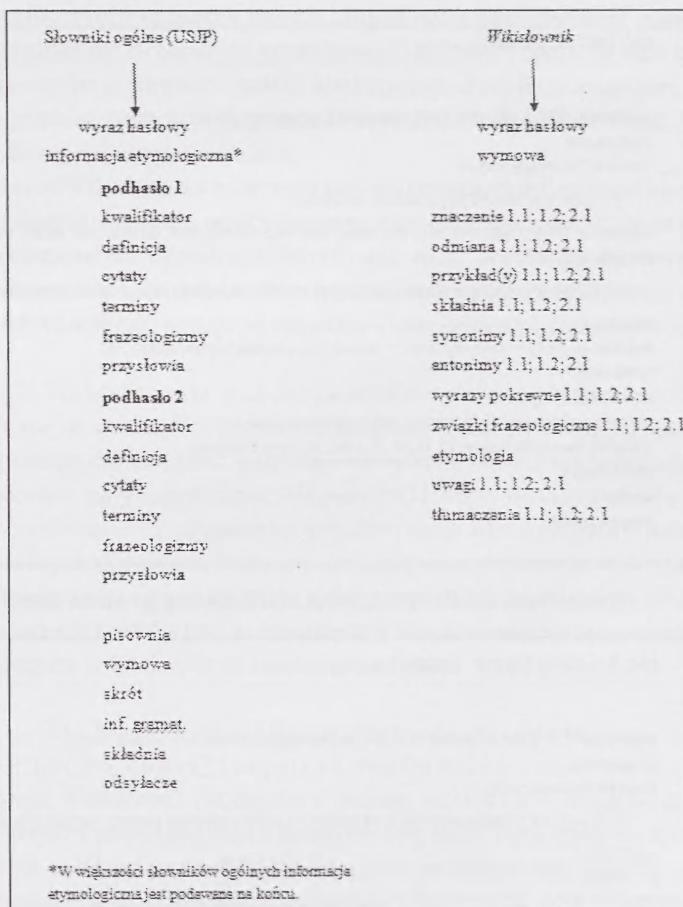 Słowniki ogólne (USJP)
wyraz hasłowy
informacja etymologiczna*
podhasło 1
kwalifikator
definicja
cytaty
terminy
frazeologizmy
przysłowia
podhasło 2
kwalifikator
definicja
cytaty
terminy
frazeologizmy
przysłowia
pisownia
wymowa
skrót
inf. gramat.
składnia
odsyłacze
*W większości słowników ogólnych informacja
etymologiczna jest podawana na końcu.
Wikisłownik
wyraz hasłowy
wymowa
znaczenie 1.1; 1.2; 2.1
odmiana 1.1; 1.2; 2.1
przykład(y) 1.1; 1.2; 2.1
składnia 1.1; 1.2; 2.1
synonimy 1.1; 1.2; 2.1
antonimy 1.1; 1.2; 2.1
wyrazy pokrewne 1.1; 1.2; 2.1
związki frazeologiczne 1.1; 1.2; 2.1
etymologia
uwagi 1.1; 1.2; 2.1
tłumaczenia 1.1; 1.2; 2.1